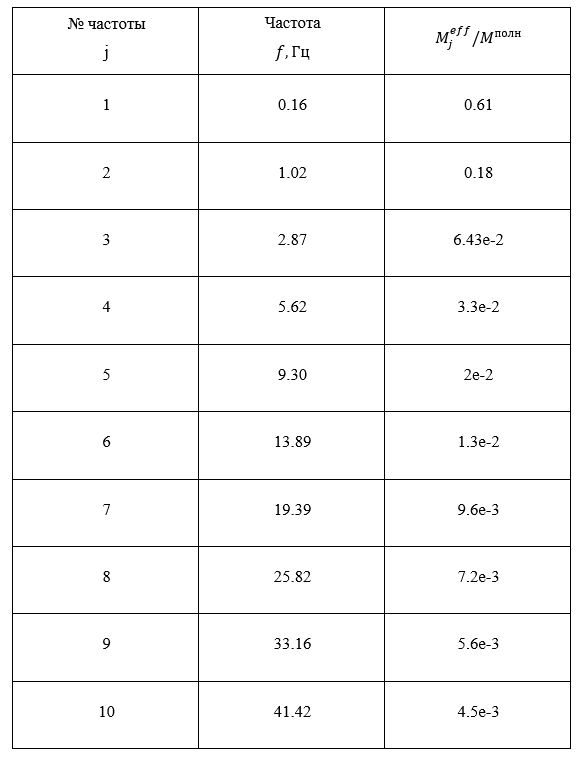 № частоты j | Частота f, Гц | M_j^{eff}/M^{полн}
1 | 0.16 | 0.61
2 | 1.02 | 0.18
3 | 2.87 | 6.43e-2
4 | 5.62 | 3.3e-2
5 | 9.30 | 2e-2
6 | 13.89 | 1.3e-2
7 | 19.39 | 9.6e-3
8 | 25.82 | 7.2e-3
9 | 33.16 | 5.6e-3
10 | 41.42 | 4.5e-3